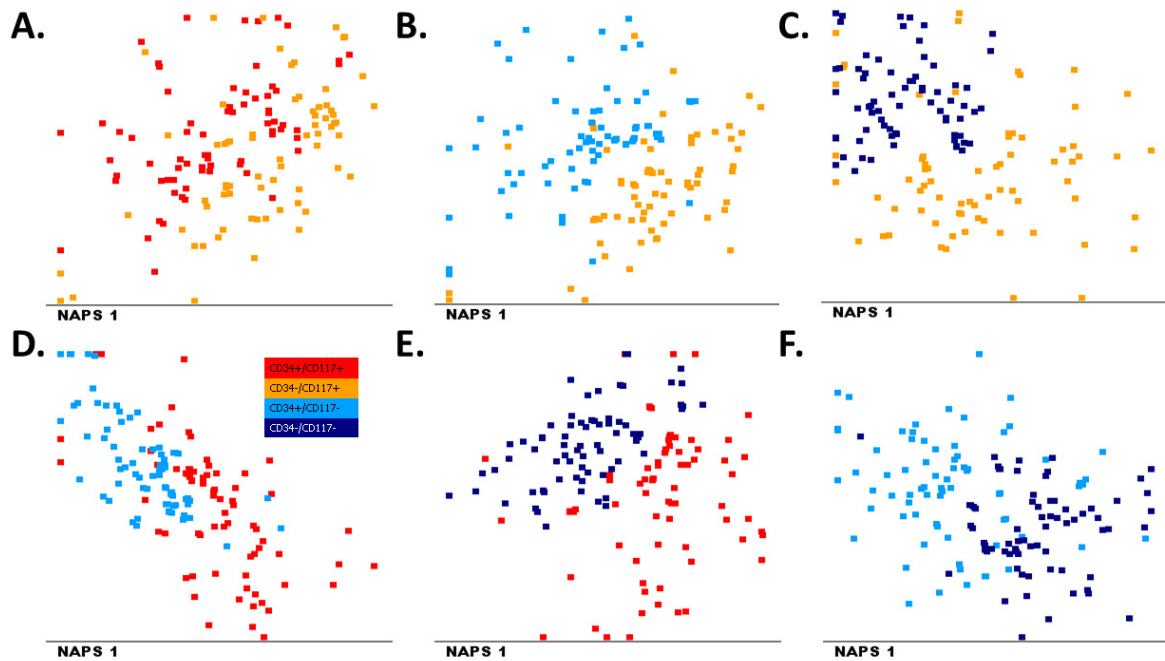 A.
B.
C.
NAPS 1
NAPS 1
NAPS 1
D.
E.
F.
CD34+/CD117+
CD34-/CD117+
CD34+/CD117-
CD34-/CD117-
NAPS 1
NAPS 1
NAPS 1